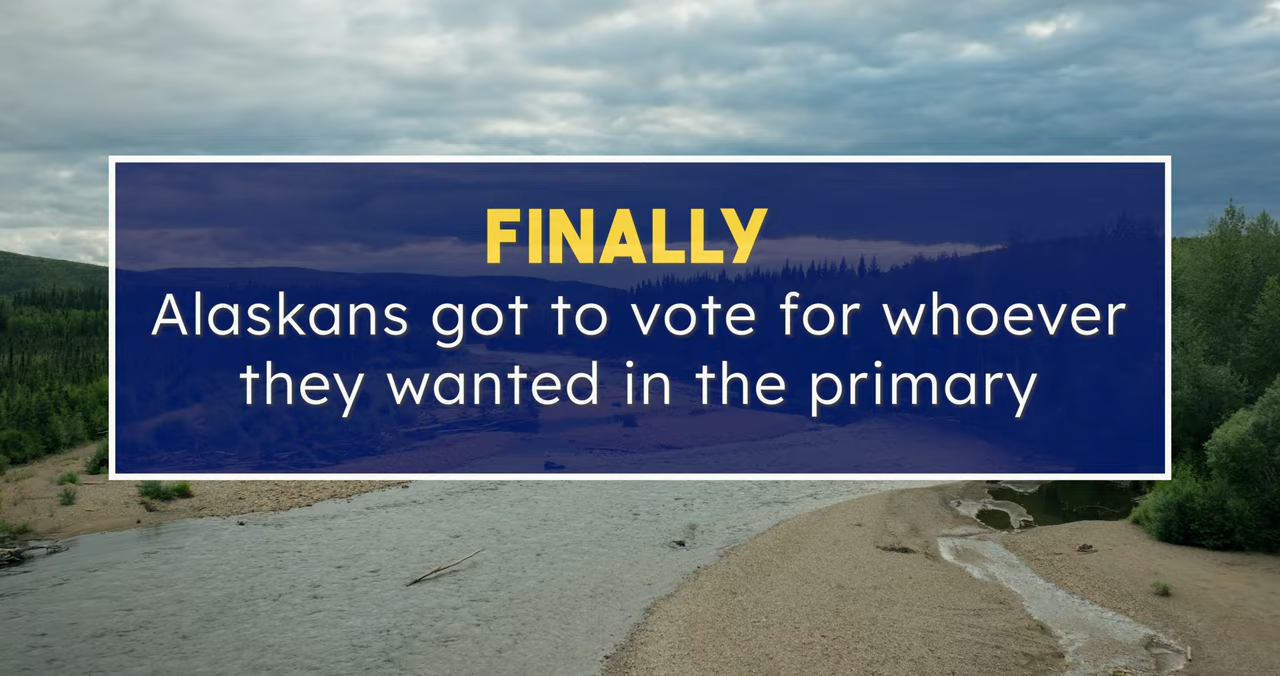 FINALLY
Alaskans got to vote for whoever
they wanted in the primary